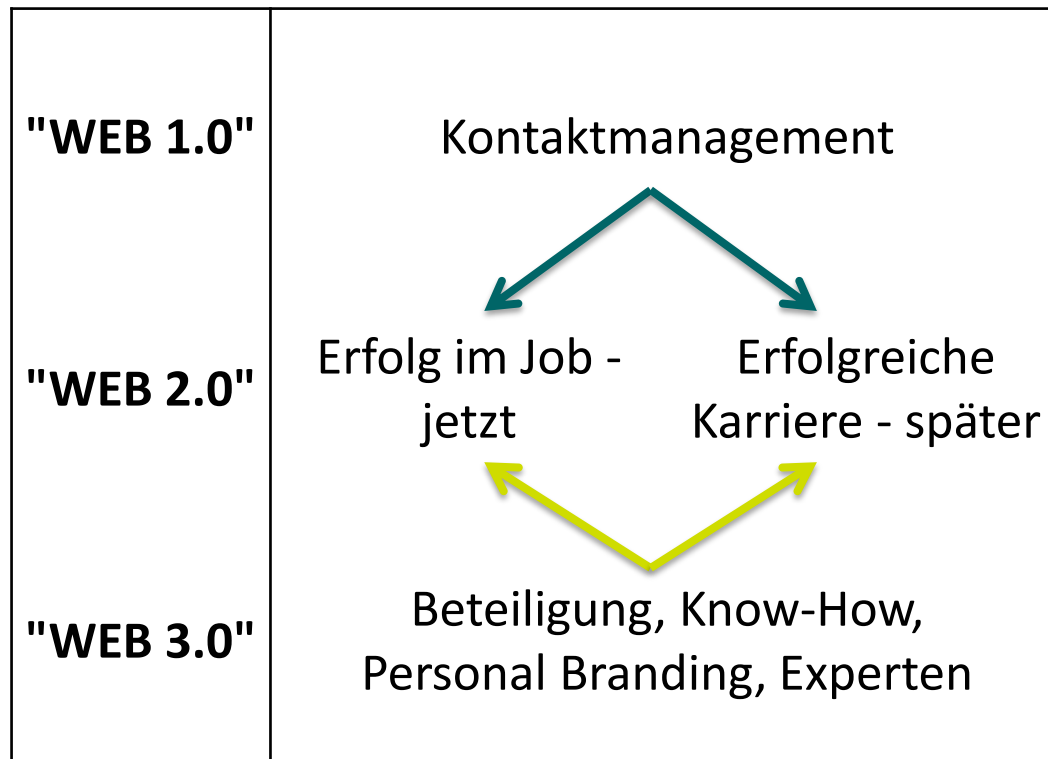 "WEB 1.0"
Kontaktmanagement
"WEB 2.0"
Erfolg im Job -
jetzt
Erfolgreiche
Karriere - später
"WEB 3.0"
Beteiligung, Know-How,
Personal Branding, Experten